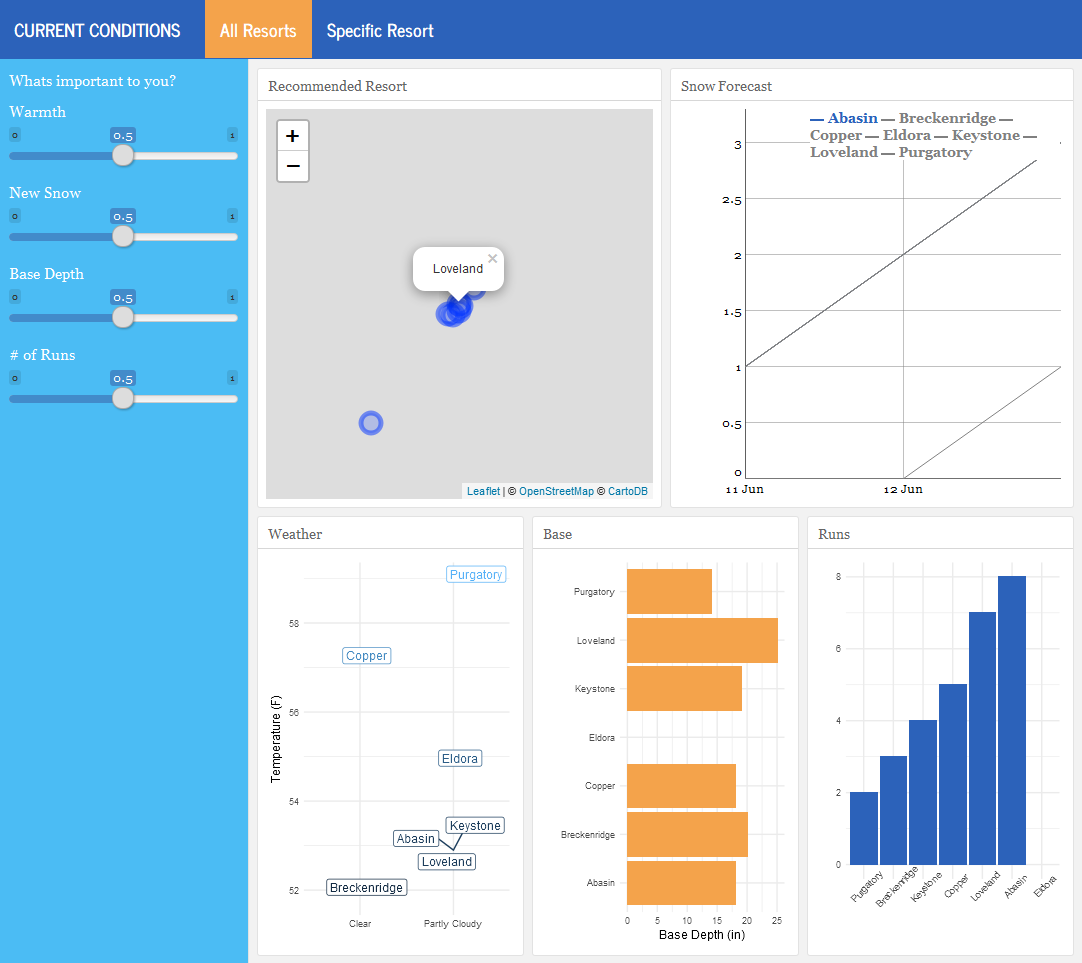 CURRENT CONDITIONS All Resorts Specific Resort
Whats important to you?
Warmth
0 0.5 1
New Snow
0 0.5 1
Base Depth
0 0.5 1
# of Runs
0 0.5 1
Recommended Resort
+
−
Loveland ×
Leaflet | © OpenStreetMap © CartoDB
Snow Forecast
— Abasin — Breckenridge —
Copper — Eldora — Keystone —
Loveland — Purgatory
3
2.5
2
1.5
1
0.5
0
11 Jun 12 Jun
Weather
Temperature (F)
Purgatory
58
Copper
56
Eldora
54
Keystone
Abasin
Loveland
52
Breckenridge
Clear Partly Cloudy
Base
Purgatory
Loveland
Keystone
Eldora
Copper
Breckenridge
Abasin
0 5 10 15 20 25
Base Depth (in)
Runs
8
6
4
2
0
Purgatory Breckenridge Keystone Copper Loveland Abasin Eldora